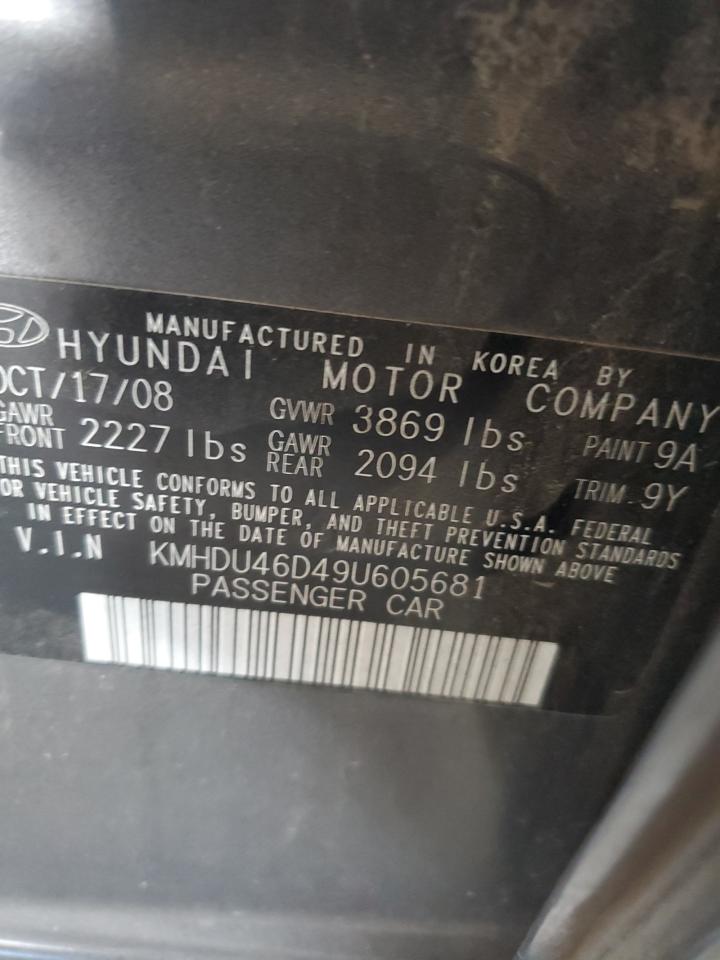 MANUFACTURED IN KOREA BY
HYUNDAI MOTOR COMPANY
OCT/17/08 GVWR 3869 lbs PAINT 9A
GAWR FRONT 2227 lbs GAWR REAR 2094 lbs TRIM. 9Y
THIS VEHICLE CONFORMS TO ALL APPLICABLE U.S.A. FEDERAL
OR VEHICLE SAFETY, BUMPER, AND THEFT PREVENTION STANDARDS
IN EFFECT ON THE DATE OF MANUFACTURE SHOWN ABOVE
V.I.N KMHDU46D49U605681
PASSENGER CAR